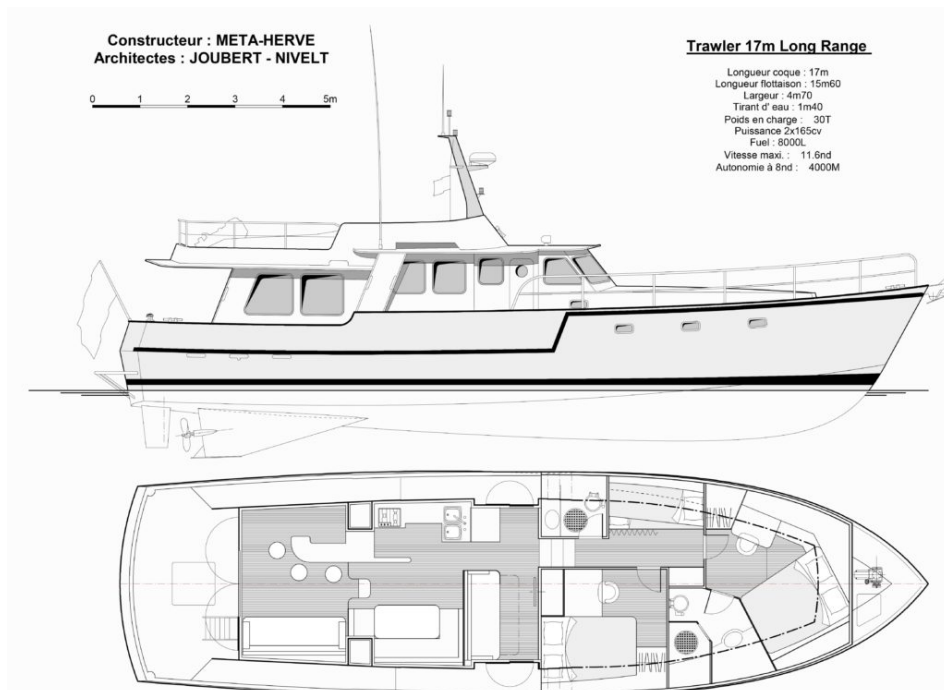 Constructeur : META-HERVE
Architectes : JOUBERT - NIVELT
0 1 2 3 4 5m
Trawler 17m Long Range
Longueur coque : 17m
Longueur flottaison : 15m60
Largeur : 4m70
Tirant d' eau : 1m40
Poids en charge : 30T
Puissance 2x165cv
Fuel : 8000L
Vitesse maxi. : 11.6nd
Autonomie à 8nd : 4000M